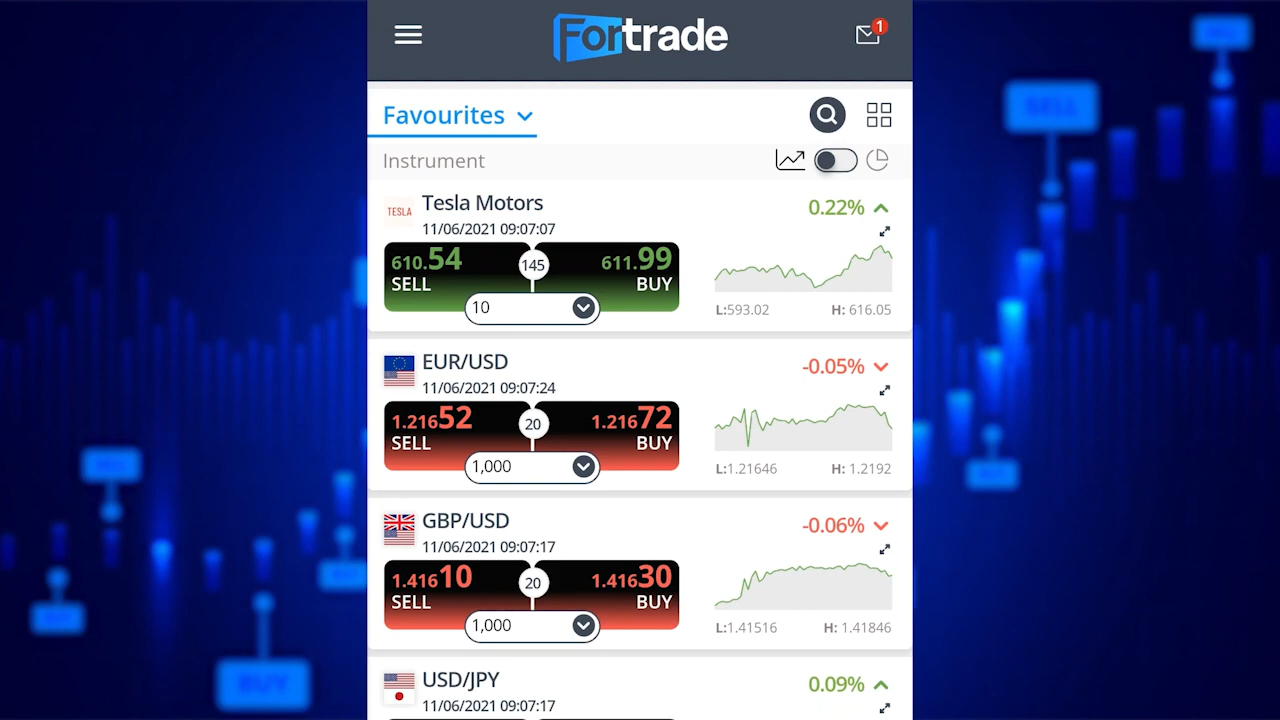 Fortrade
1
Favourites
Instrument
TESLA
Tesla Motors
0.22%
11/06/2021 09:07:07
610.54
145
611.99
SELL
BUY
10
L:593.02
H: 616.05
EUR/USD
-0.05%
11/06/2021 09:07:24
1.21652
20
1.21672
SELL
BUY
1,000
L:1.21646
H: 1.2192
GBP/USD
-0.06%
11/06/2021 09:07:17
1.41610
20
1.41630
SELL
BUY
1,000
L:1.41516
H: 1.41846
USD/JPY
0.09%
11/06/2021 09:07:17
SELL
BUY